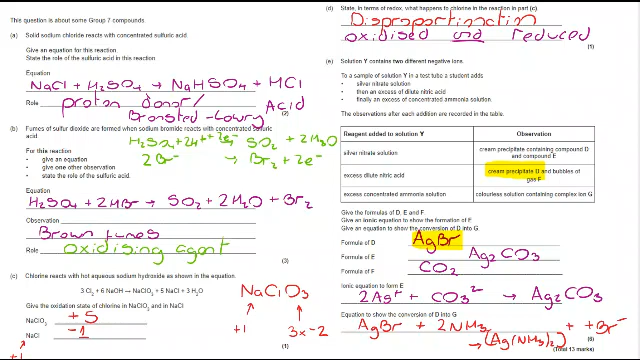 This question is about some Group 7 compounds.
(a) Solid sodium chloride reacts with concentrated sulfuric acid.
Give an equation for this reaction
State the role of the sulfuric acid in this reaction.
Equation
NaCl + H₂SO₄ → NaHSO₄ + HCl
Role
proton donor/
Bronsted-Lowry Acid
(2)
(b) Fumes of sulfur dioxide are formed when sodium bromide reacts with concentrated sulfuric acid.
H₂SO₄ + 2H⁺ + 2e⁻ → SO₂ + 2H₂O
2Br⁻ → Br₂ + 2e⁻
For this reaction
• give an equation
• give one other observation
• state the role of the sulfuric acid.
Equation
H₂SO₄ + 2HBr → SO₂ + 2H₂O + Br₂
Observation
Brown fumes
Role
oxidising agent
(3)
(c) Chlorine reacts with hot aqueous sodium hydroxide as shown in the equation.
3 Cl₂ + 6 NaOH → NaClO₃ + 5 NaCl + 3 H₂O
Give the oxidation state of chlorine in NaClO₃ and in NaCl
NaClO₃ +5
NaCl -1
+1
NaClO₃
+1 3x-2
(1)
(d) State, in terms of redox, what happens to chlorine in the reaction in part (c)
Disproportionation
oxidised and reduced
(1)
(e) Solution Y contains two different negative ions.
To a sample of solution Y in a test tube a student adds
• silver nitrate solution
• then an excess of dilute nitric acid
• finally an excess of concentrated ammonia solution.
The observations after each addition are recorded in the table.
Reagent added to solution Y Observation
silver nitrate solution cream precipitate containing compound D and compound E
excess dilute nitric acid cream precipitate D and bubbles of gas F
excess concentrated ammonia solution colourless solution containing complex ion G
Give the formulas of D, E and F
Give an ionic equation to show the formation of E
Give an equation to show the conversion of D into G
Formula of D AgBr
Formula of E Ag₂CO₃
Formula of F CO₂
Ionic equation to form E
2Ag⁺ + CO₃²⁻ → Ag₂CO₃
Equation to show conversion of D into G
AgBr + 2NH₃ → (Ag(NH₃)₂)⁺ + Br⁻
(6)
(Total 13 marks)